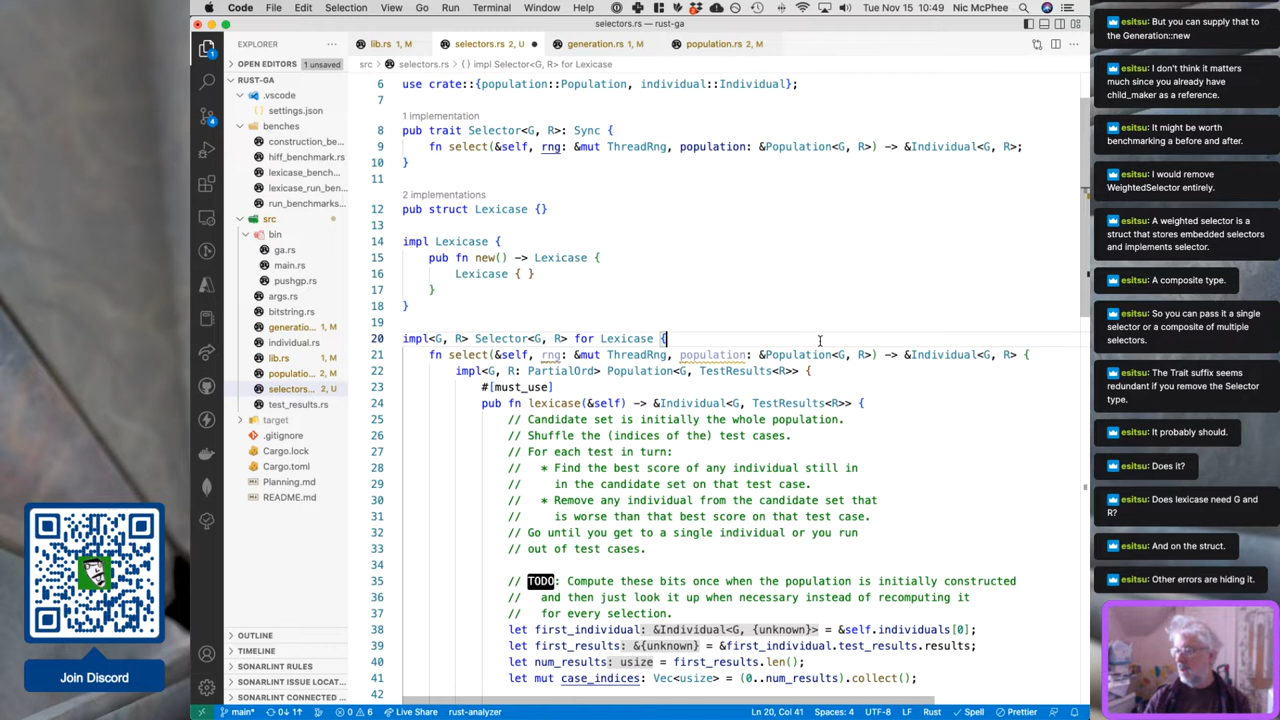 Code File Edit Selection View Go Run Terminal Window Help
Tue Nov 15 10:49 Nic McPhee
selectors.rs — rust-ga
EXPLORER
OPEN EDITORS 1 unsaved
RUST-GA
.vscode
settings.json
benches
construction_be...
hiff_benchmark.rs
lexicase_bench...
lexicase_run_ben...
run_benchmarks...
src
bin
ga.rs
main.rs
pushgp.rs
args.rs
bitstring.rs
generatio... 1, M
individual.rs
lib.rs 1, M
populatio... 2, M
selectors... 2, U
test_results.rs
target
.gitignore
Cargo.lock
Cargo.toml
Planning.md
README.md
OUTLINE
TIMELINE
SONARLINT RULES
SONARLINT ISSUE LOCAT...
SONARLINT CONNECTED ...
lib.rs 1, M
selectors.rs 2, U
generation.rs 1, M
population.rs 2, M
src > selectors.rs > {} impl Selector<G, R> for Lexicase
6 use crate::{population::Population, individual::Individual};
7
1 implementation
8 pub trait Selector<G, R>: Sync {
9 fn select(&self, rng: &mut ThreadRng, population: &Population<G, R>) -> &Individual<G, R>;
10 }
11
2 implementations
12 pub struct Lexicase {}
13
14 impl Lexicase {
15 pub fn new() -> Lexicase {
16 Lexicase { }
17 }
18 }
19
20 impl<G, R> Selector<G, R> for Lexicase {
21 fn select(&self, rng: &mut ThreadRng, population: &Population<G, R>) -> &Individual<G, R> {
22 impl<G, R: PartialOrd> Population<G, TestResults<R>> {
23 #[must_use]
24 pub fn lexicase(&self) -> &Individual<G, TestResults<R>> {
25 // Candidate set is initially the whole population.
26 // Shuffle the (indices of the) test cases.
27 // For each test in turn:
28 // * Find the best score of any individual still in
29 // in the candidate set on that test case.
30 // * Remove any individual from the candidate set that
31 // is worse than that best score on that test case.
32 // Go until you get to a single individual or you run
33 // out of test cases.
34
35 // TODO: Compute these bits once when the population is initially constructed
36 // and then just look it up when necessary instead of recomputing it
37 // for every selection.
38 let first_individual: &Individual<G, {unknown}> = &self.individuals[0];
39 let first_results: &{unknown} = &first_individual.test_results.results;
40 let num_results: usize = first_results.len();
41 let mut case_indices: Vec<usize> = (0..num_results).collect();
42
main* 0↓ 1↑ 0 6 Live Share rust-analyzer
Ln 20, Col 41 Spaces: 4 UTF-8 LF Rust Spell Prettier
Join Discord
esitsu: But you can supply that to
the Generation::new
esitsu: I don't think it matters
much since you already have
child_maker as a reference.
esitsu: It might be worth
benchmarking a before and after.
esitsu: I would remove
WeightedSelector entirely.
esitsu: A weighted selector is a
struct that stores embedded selectors
and implements selector.
esitsu: A composite type.
esitsu: So you can pass it a single
selector or a composite of multiple
selectors.
esitsu: The Trait suffix seems
redundant if you remove the Selector
type.
esitsu: It probably should.
esitsu: Does it?
esitsu: Does lexicase need G and
R?
esitsu: And on the struct.
esitsu: Other errors are hiding it.